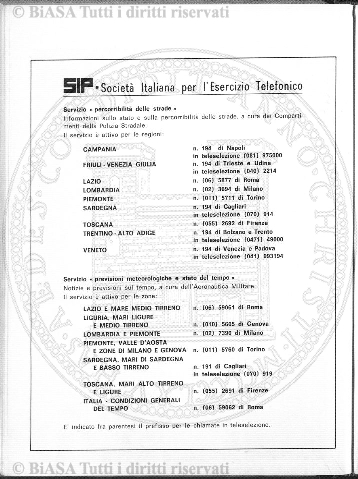 © BiASA Tutti i diritti riservati
SIP - Società Italiana per l'Esercizio Telefonico
Servizio « percorribilità delle strade »
Informazioni sullo stato e sulla percorribilità delle strade, a cura dei Comparti-
menti della Polizia Stradale.
Il servizio è attivo per le regioni:
CAMPANIA n. 194 di Napoli
in teleselezione (081) 975000
FRIULI - VENEZIA GIULIA n. 194 di Trieste e Udine
in teleselezione (040) 2214
LAZIO n. (06) 5877 di Roma
LOMBARDIA n. (02) 3694 di Milano
PIEMONTE n. (011) 5711 di Torino
SARDEGNA n. 194 di Cagliari
in teleselezione (070) 914
TOSCANA n. (055) 2692 di Firenze
TRENTINO - ALTO ADIGE n. 194 di Bolzano e Trento
in teleselezione (0471) 49000
VENETO n. 194 di Venezia e Padova
in teleselezione (041) 993194
Servizio « previsioni meteorologiche e stato del tempo »
Notizie e previsioni sul tempo, a cura dell'Aeronautica Militare.
Il servizio è attivo per le zone:
LAZIO E MARE MEDIO TIRRENO n. (06) 59061 di Roma
LIGURIA, MARI LIGURE
E MEDIO TIRRENO n. (010) 5605 di Genova
LOMBARDIA E PIEMONTE n. (02) 7390 di Milano
PIEMONTE, VALLE D'AOSTA
E ZONE DI MILANO E GENOVA n. (011) 5760 di Torino
SARDEGNA, MARI DI SARDEGNA
E BASSO TIRRENO n. 191 di Cagliari
in teleselezione (070) 919
TOSCANA, MARI ALTO TIRRENO
E LIGURE n. (055) 2691 di Firenze
ITALIA - CONDIZIONI GENERALI
DEL TEMPO n. (06) 59062 di Roma
E' indicato fra parentesi il prefisso per le chiamate in teleselezione.
© BiASA Tutti i diritti riservati